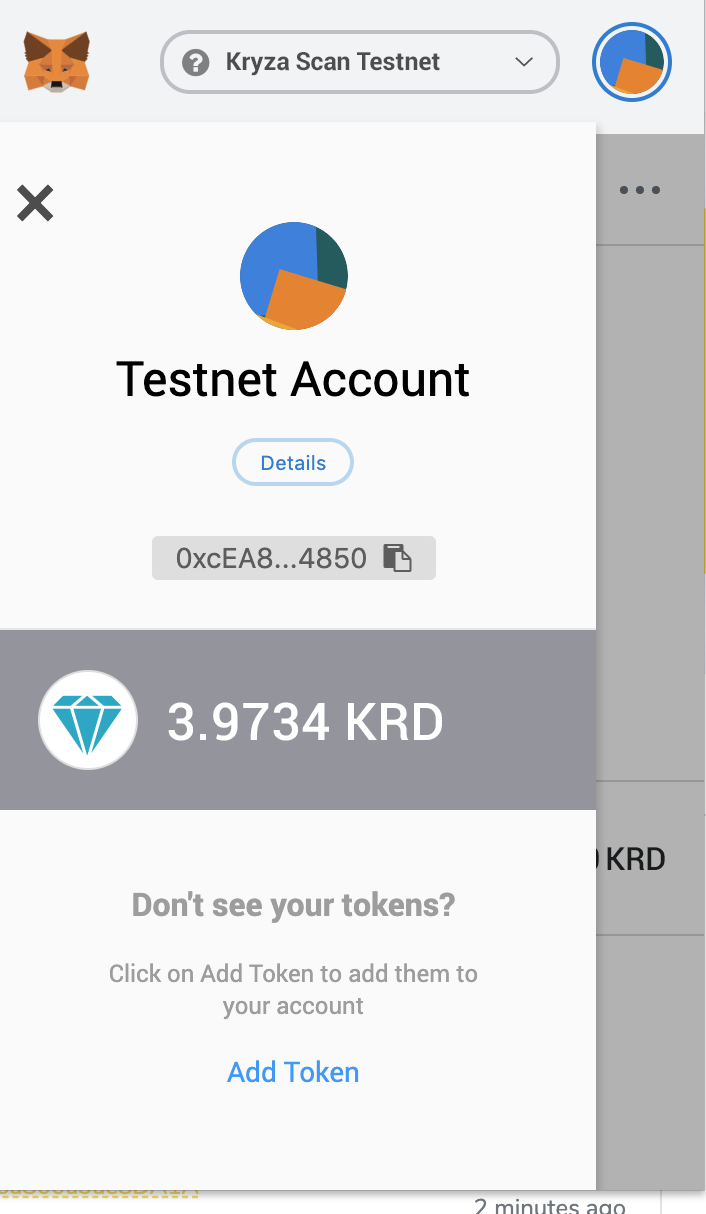 Kryza Scan Testnet
Testnet Account
Details
0xcEA8...4850
3.9734 KRD
KRD
Don't see your tokens?
Click on Add Token to add them to
your account
Add Token
2 minutes ago